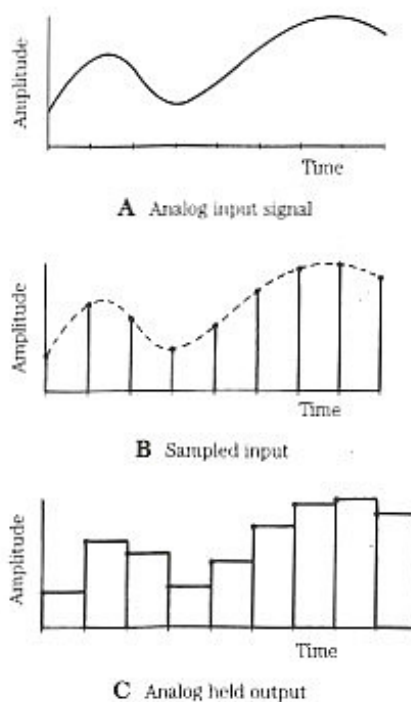 Amplitude
Time
A Analog input signal
Amplitude
Time
B Sampled input
Amplitude
Time
C Analog held output